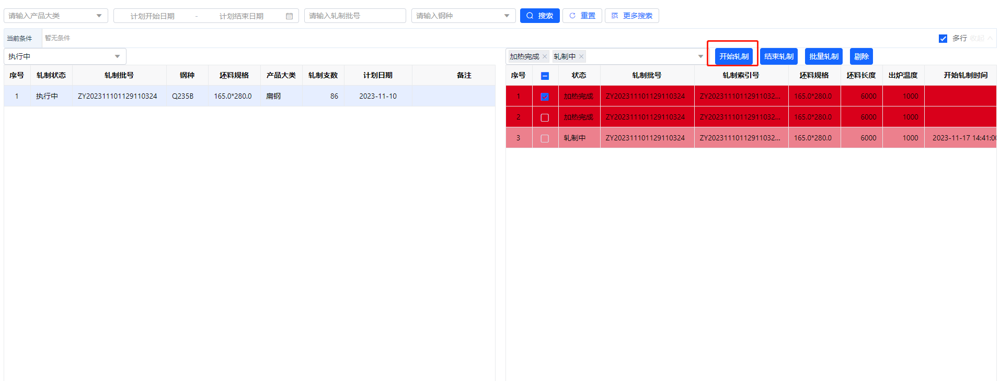 请输入产品大类 计划开始日期 - 计划结束日期 请输入轧制批号 请输入钢种 搜索 重置 更多搜索
当前条件 暂无条件 多行 收起
执行中 加热完成 轧制中 开始轧制 结束轧制 批量轧制 剔除
序号 轧制状态 轧制批号 钢种 坯料规格 产品大类 轧制支数 计划日期 备注
1 执行中 ZY202311101129110324 Q235B 165.0*280.0 扁钢 86 2023-11-10
序号 状态 轧制批号 轧制索引号 坯料规格 坯料长度 出炉温度 开始轧制时间
1 加热完成 ZY202311101129110324 ZY20231110112911032... 165.0*280.0 6000 1000
2 加热完成 ZY202311101129110324 ZY20231110112911032... 165.0*280.0 6000 1000
3 轧制中 ZY202311101129110324 ZY20231110112911032... 165.0*280.0 6000 1000 2023-11-17 14:41:00